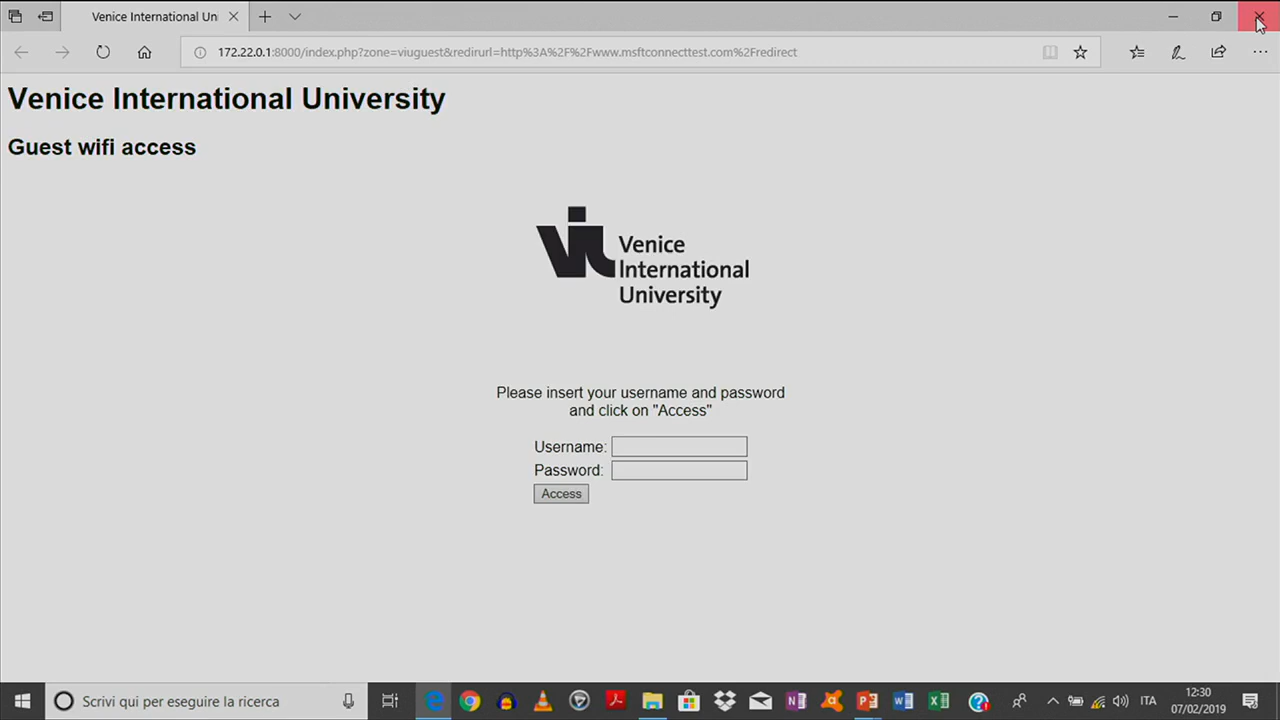 Venice International Un
172.22.0.1:8000/index.php?zone=viuguest&redirurl=http%3A%2F%2Fwww.msftconnecttest.com%2Fredirect
Venice International University
Guest wifi access
Venice
International
University
Please insert your username and password
and click on "Access"
Username:
Password:
Access
Scrivi qui per eseguire la ricerca
ITA
12:30
07/02/2019